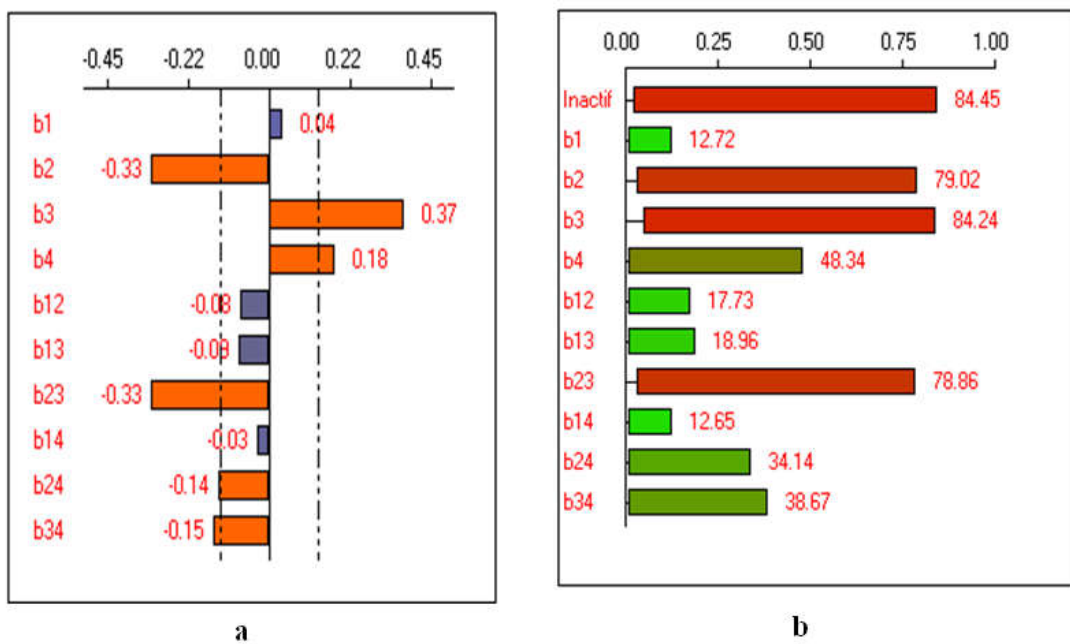 -0.45 -0.22 0.00 0.22 0.45
b1 0.04
b2 -0.33
b3 0.37
b4 0.18
b12 -0.08
b13 -0.09
b23 -0.33
b14 -0.03
b24 -0.14
b34 -0.15
a
0.00 0.25 0.50 0.75 1.00
Inactif 84.45
b1 12.72
b2 79.02
b3 84.24
b4 48.34
b12 17.73
b13 18.96
b23 78.86
b14 12.65
b24 34.14
b34 38.67
b